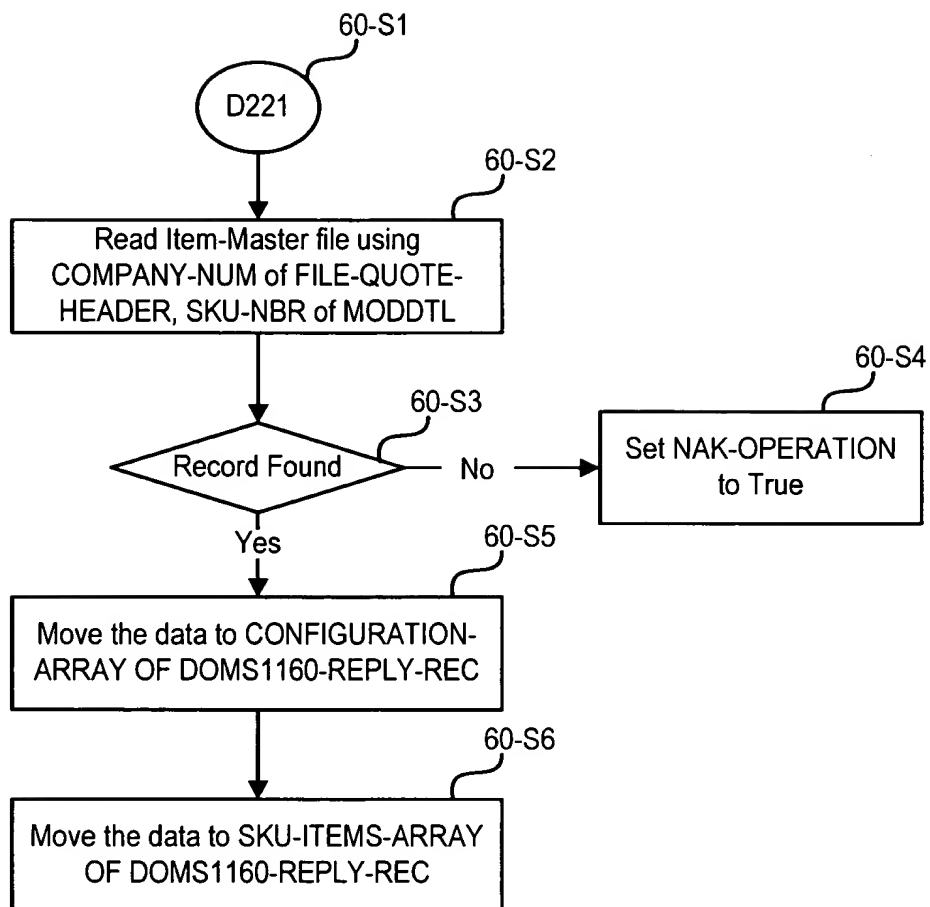 60-S1
D221
60-S2
Read Item-Master file using
COMPANY-NUM of FILE-QUOTE-
HEADER, SKU-NBR of MODDTL
60-S3
Record Found
No
60-S4
Set NAK-OPERATION
to True
Yes
60-S5
Move the data to CONFIGURATION-
ARRAY OF DOMS1160-REPLY-REC
60-S6
Move the data to SKU-ITEMS-ARRAY
OF DOMS1160-REPLY-REC